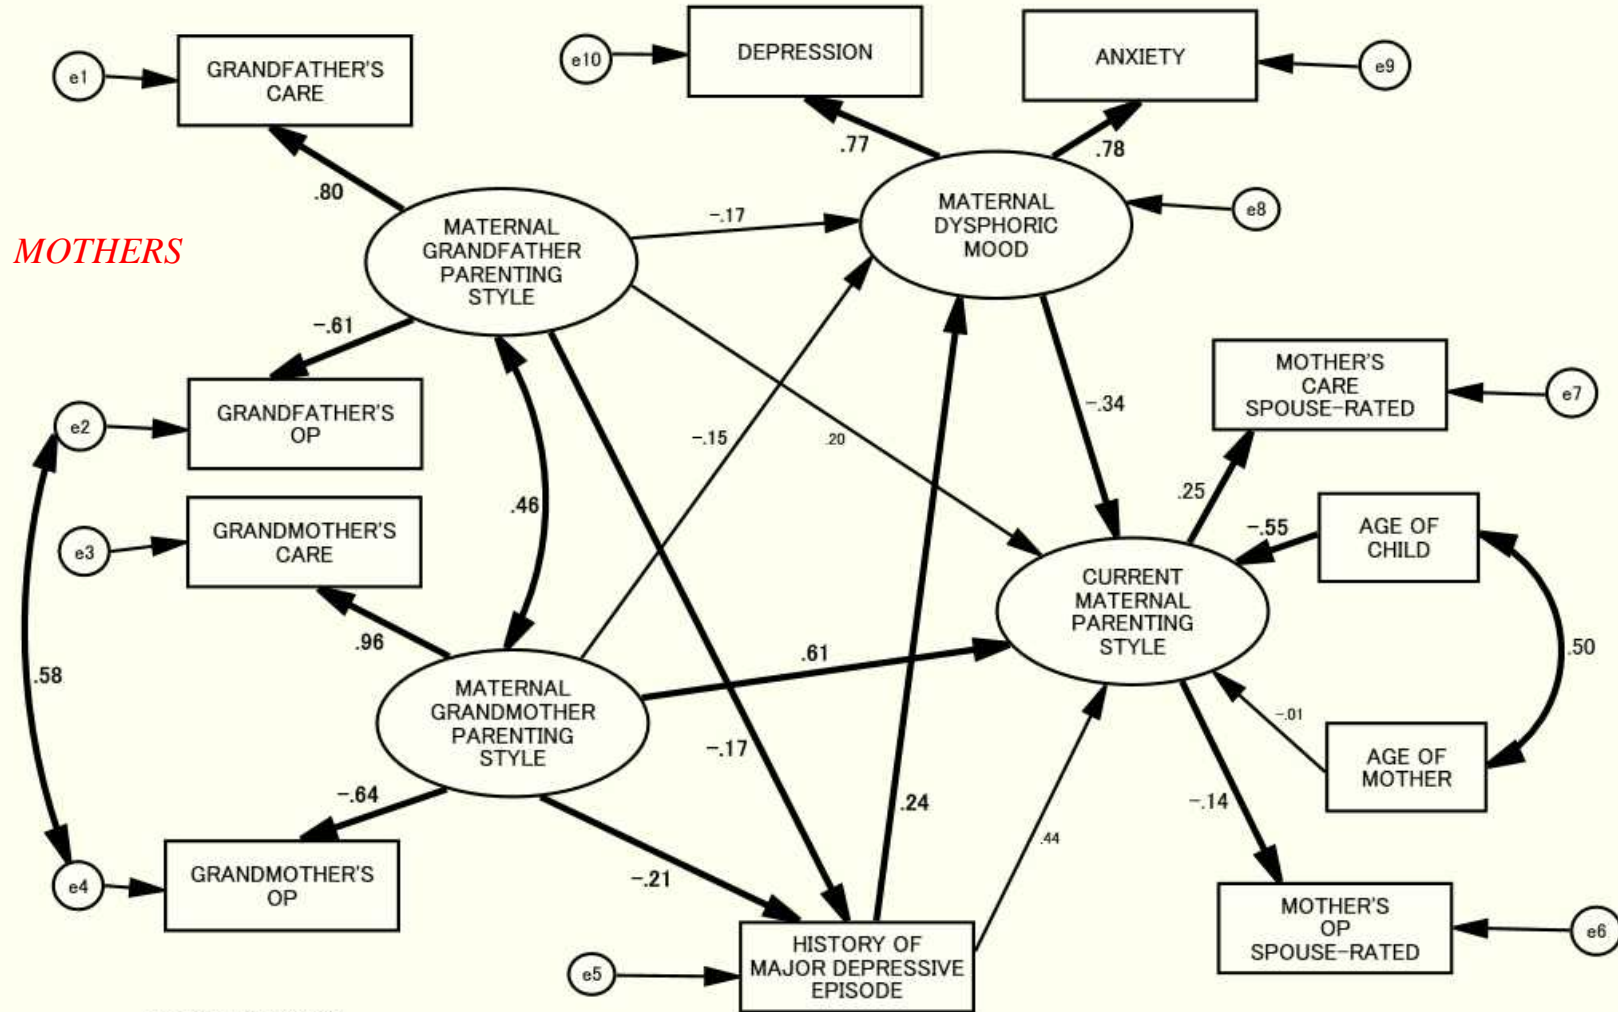 e1
GRANDFATHER'S
CARE
e10
DEPRESSION
ANXIETY
e9
.80
.77
.78
MATERNAL
GRANDFATHER
PARENTING
STYLE
-.17
MATERNAL
DYSPHORIC
MOOD
e8
MOTHERS
-.61
e2
GRANDFATHER'S
OP
-.15
.20
-.34
MOTHER'S
CARE
SPOUSE-RATED
e7
.46
.25
e3
GRANDMOTHER'S
CARE
-.55
AGE OF
CHILD
.96
CURRENT
MATERNAL
PARENTING
STYLE
.58
.61
.50
MATERNAL
GRANDMOTHER
PARENTING
STYLE
-.17
-.01
AGE OF
MOTHER
-.64
.24
-.14
.44
e4
GRANDMOTHER'S
OP
-.21
MOTHER'S
OP
SPOUSE-RATED
e6
e5
HISTORY OF
MAJOR DEPRESSIVE
EPISODE